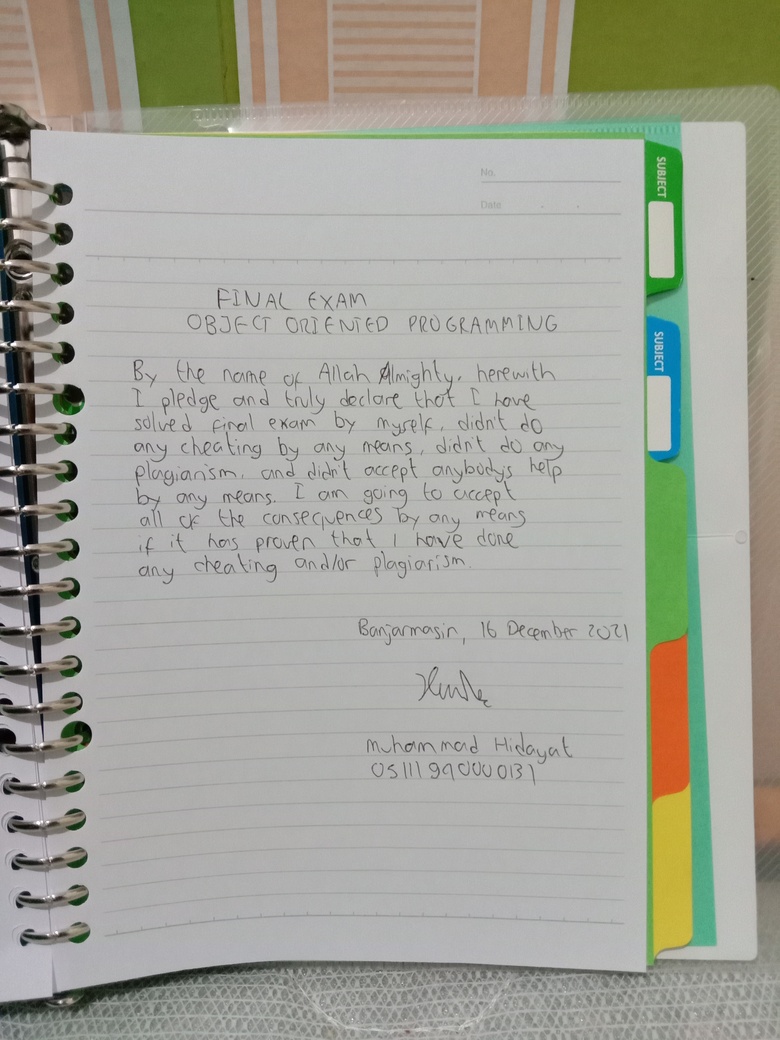 No.
Date
SUBJECT
SUBJECT
FINAL EXAM
OBJECT ORIENTED PROGRAMMING
By the name of Allah Almighty, herewith
I pledge and truly declare that I have
solved final exam by myself, didn't do
any cheating by any means, didn't do any
plagiarism, and didn't accept anybody's help
by any means. I am going to accept
all of the consequences by any means
if it has proven that I have done
any cheating and/or plagiarism.
Banjarmasin, 16 December 2021
Muhammad Hidayat